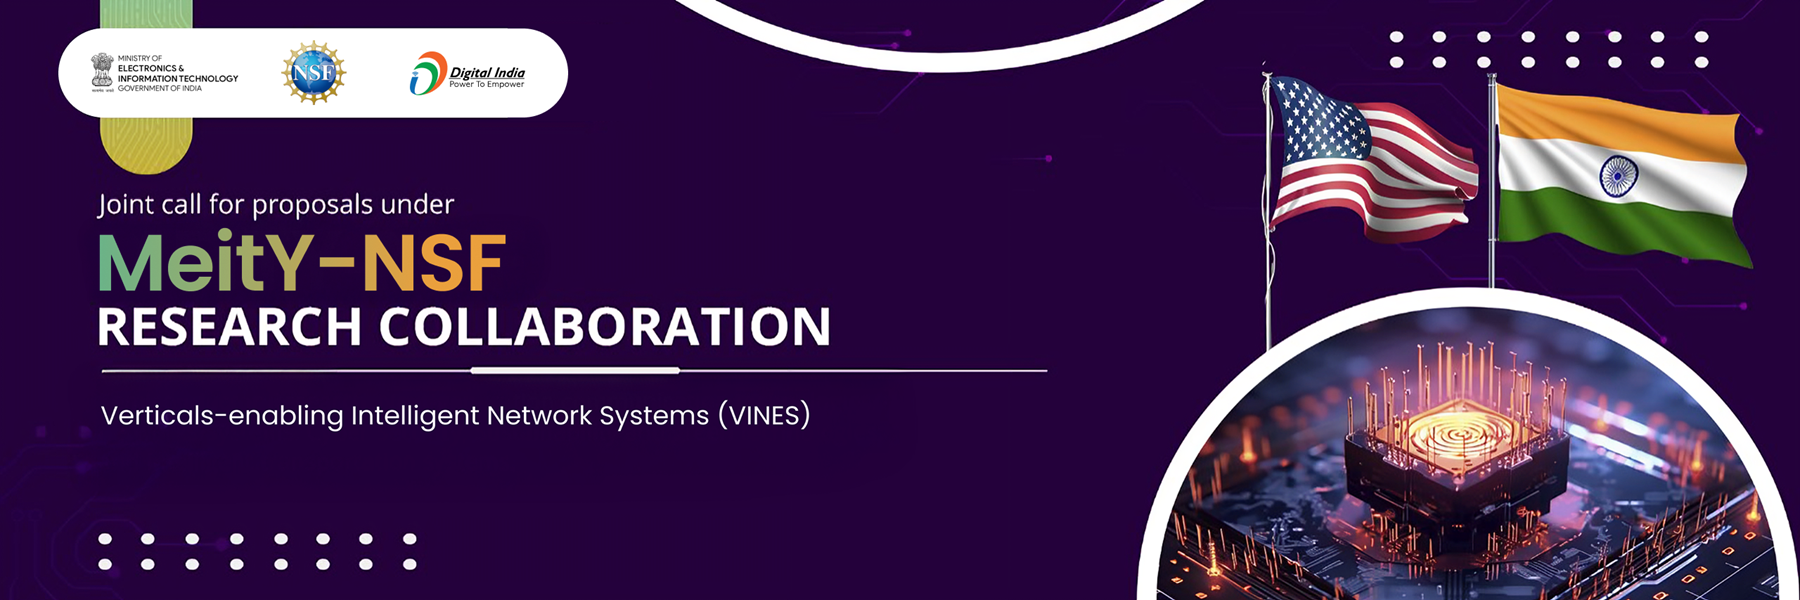 MINISTRY OF
ELECTRONICS &
INFORMATION TECHNOLOGY
GOVERNMENT OF INDIA
NSF
Digital India
Power To Empower
Joint call for proposals under
MeitY-NSF
RESEARCH COLLABORATION
Verticals-enabling Intelligent Network Systems (VINES)